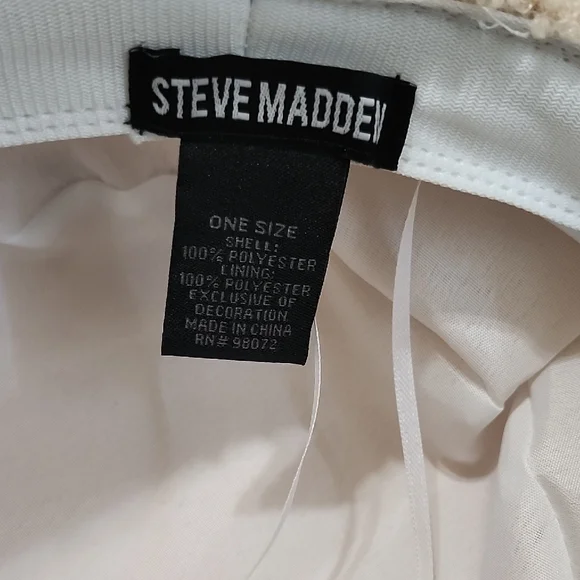 STEVE MADDEN
ONE SIZE
SHELL:
100% POLYESTER
LINING:
100% POLYESTER
EXCLUSIVE OF
DECORATION
MADE IN CHINA
RN# 98072